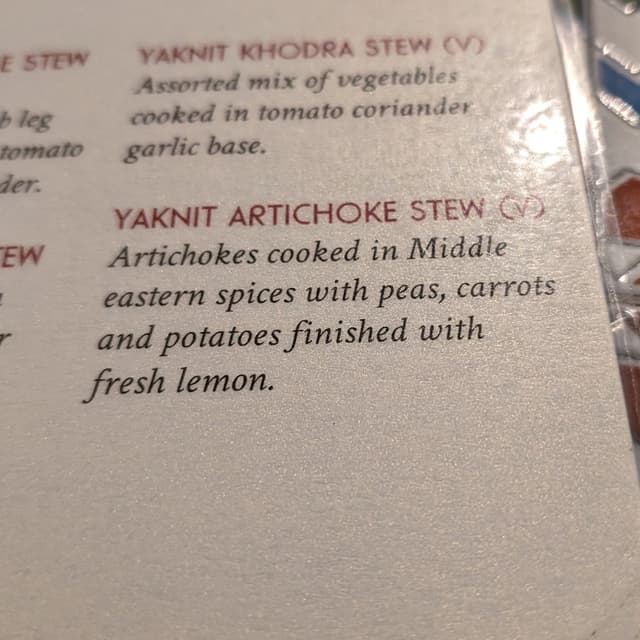 E STEW
b leg
tomato
der.
TEW
r
YAKNIT KHODRA STEW (V)
Assorted mix of vegetables
cooked in tomato coriander
garlic base.
YAKNIT ARTICHOKE STEW (V)
Artichokes cooked in Middle
eastern spices with peas, carrots
and potatoes finished with
fresh lemon.